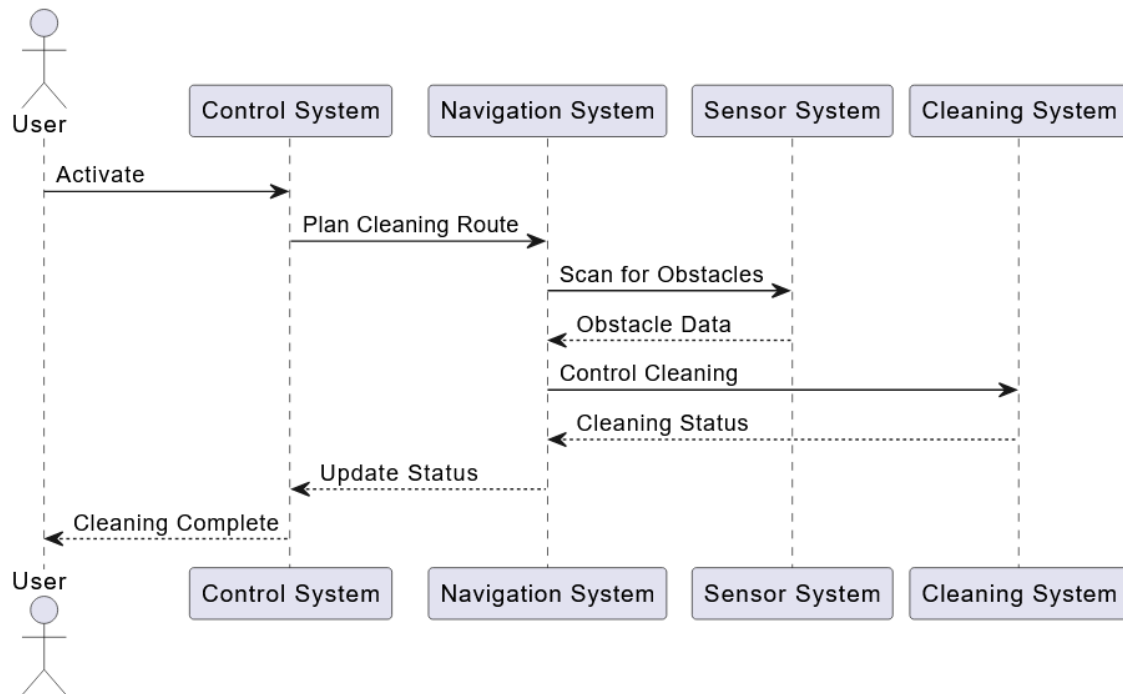 User
Control System
Navigation System
Sensor System
Cleaning System
Activate
Plan Cleaning Route
Scan for Obstacles
Obstacle Data
Control Cleaning
Cleaning Status
Update Status
Cleaning Complete
User
Control System
Navigation System
Sensor System
Cleaning System